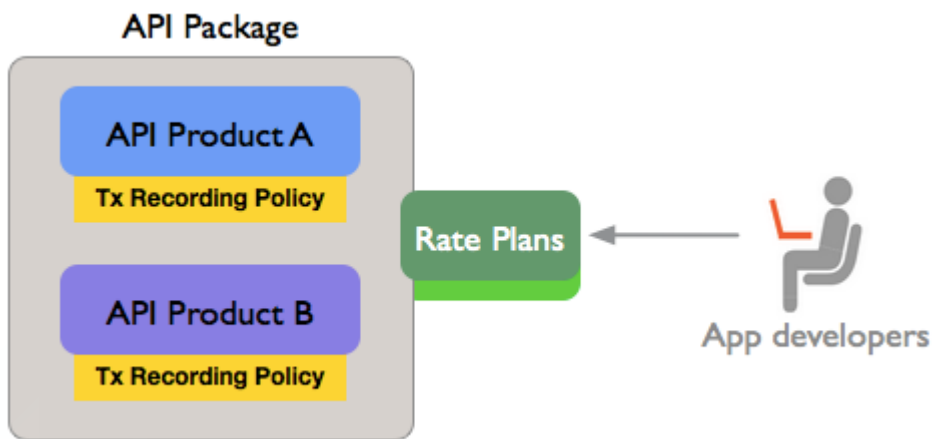 API Package
API Product A
Tx Recording Policy
Rate Plans
API Product B
Tx Recording Policy
App developers